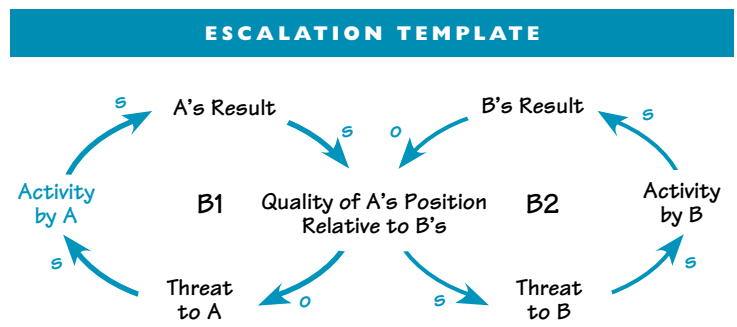 ESCALATION TEMPLATE
s
A's Result
s
o
B's Result
s
Activity
by A
B1
Quality of A's Position
Relative to B's
B2
Activity
by B
s
Threat
to A
o
s
Threat
to B
s